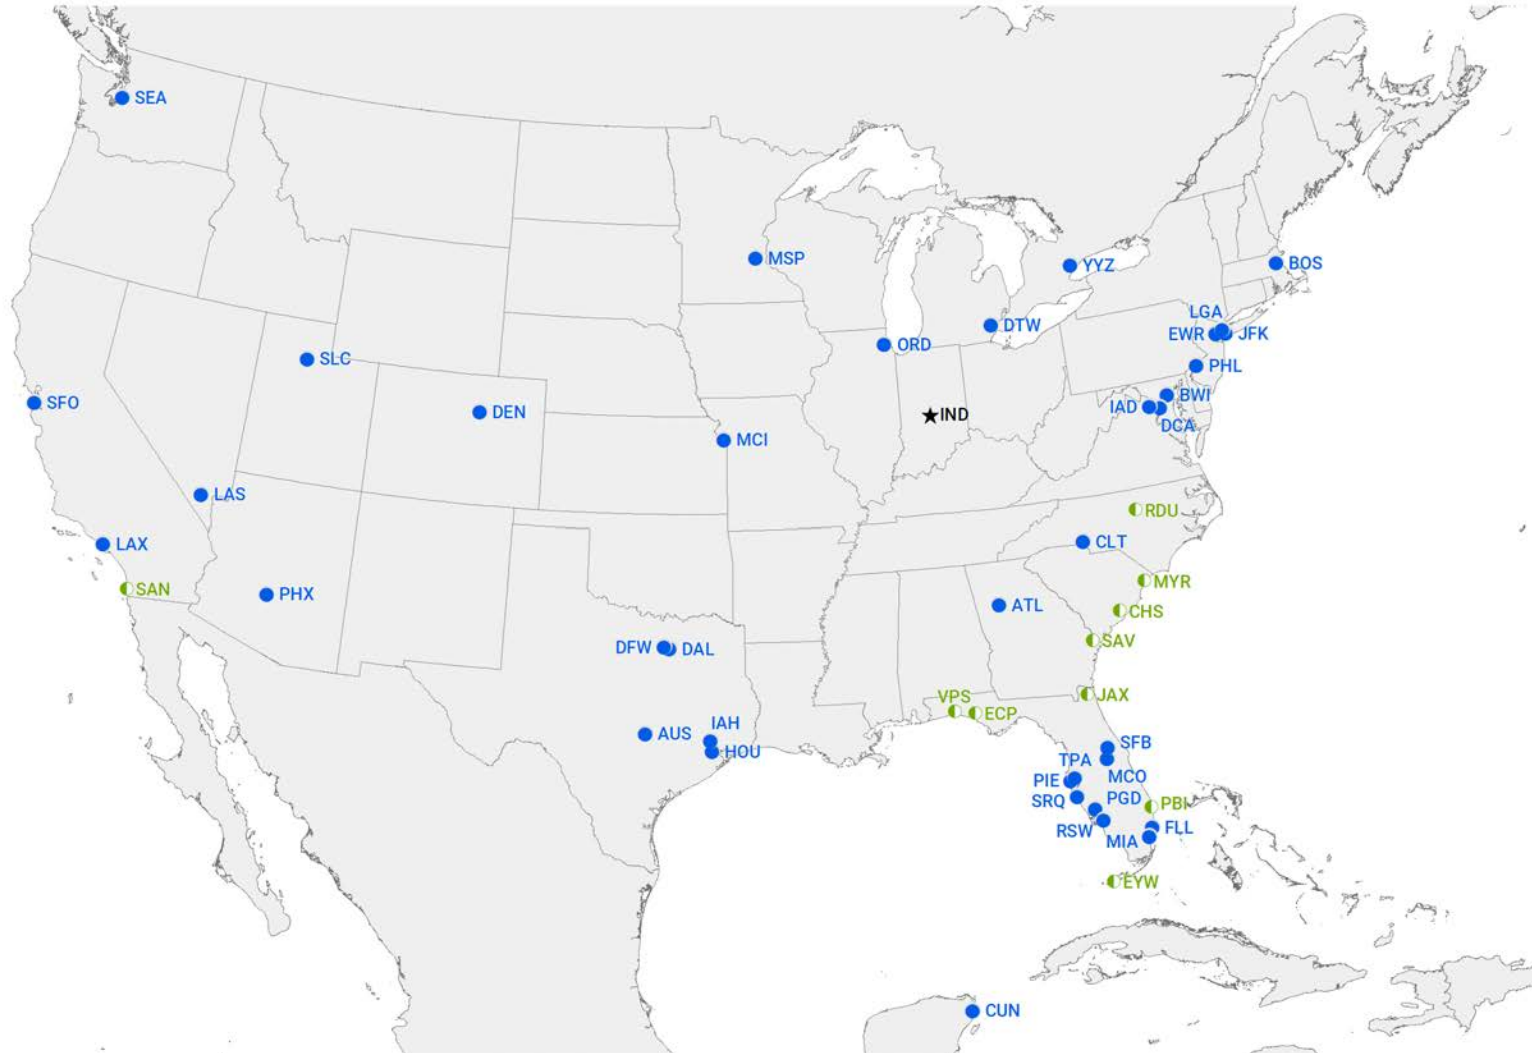 SEA
MSP
YYZ
BOS
LGA
DTW
EWR
JFK
ORD
SLC
PHL
BWI
SFO
IAD
DEN
IND
DCA
MCI
LAS
RDU
LAX
CLT
MYR
SAN
PHX
ATL
CHS
SAV
DFW
DAL
JAX
VPS
ECP
IAH
AUS
SFB
HOU
TPA
MCO
PIE
SRQ
PGD
PBI
RSW
FLL
MIA
EYW
CUN